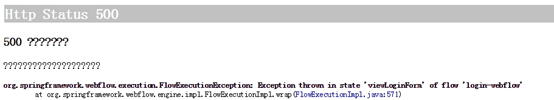 Http Status 500
500 ???????
????????????????????
org.springframework.webflow.execution.FlowExecutionException: Exception thrown in state 'viewLoginForm' of flow 'login-webflow'
at org.springframework.webflow.engine.impl.FlowExecutionImpl.wrap(FlowExecutionImpl.java:571)